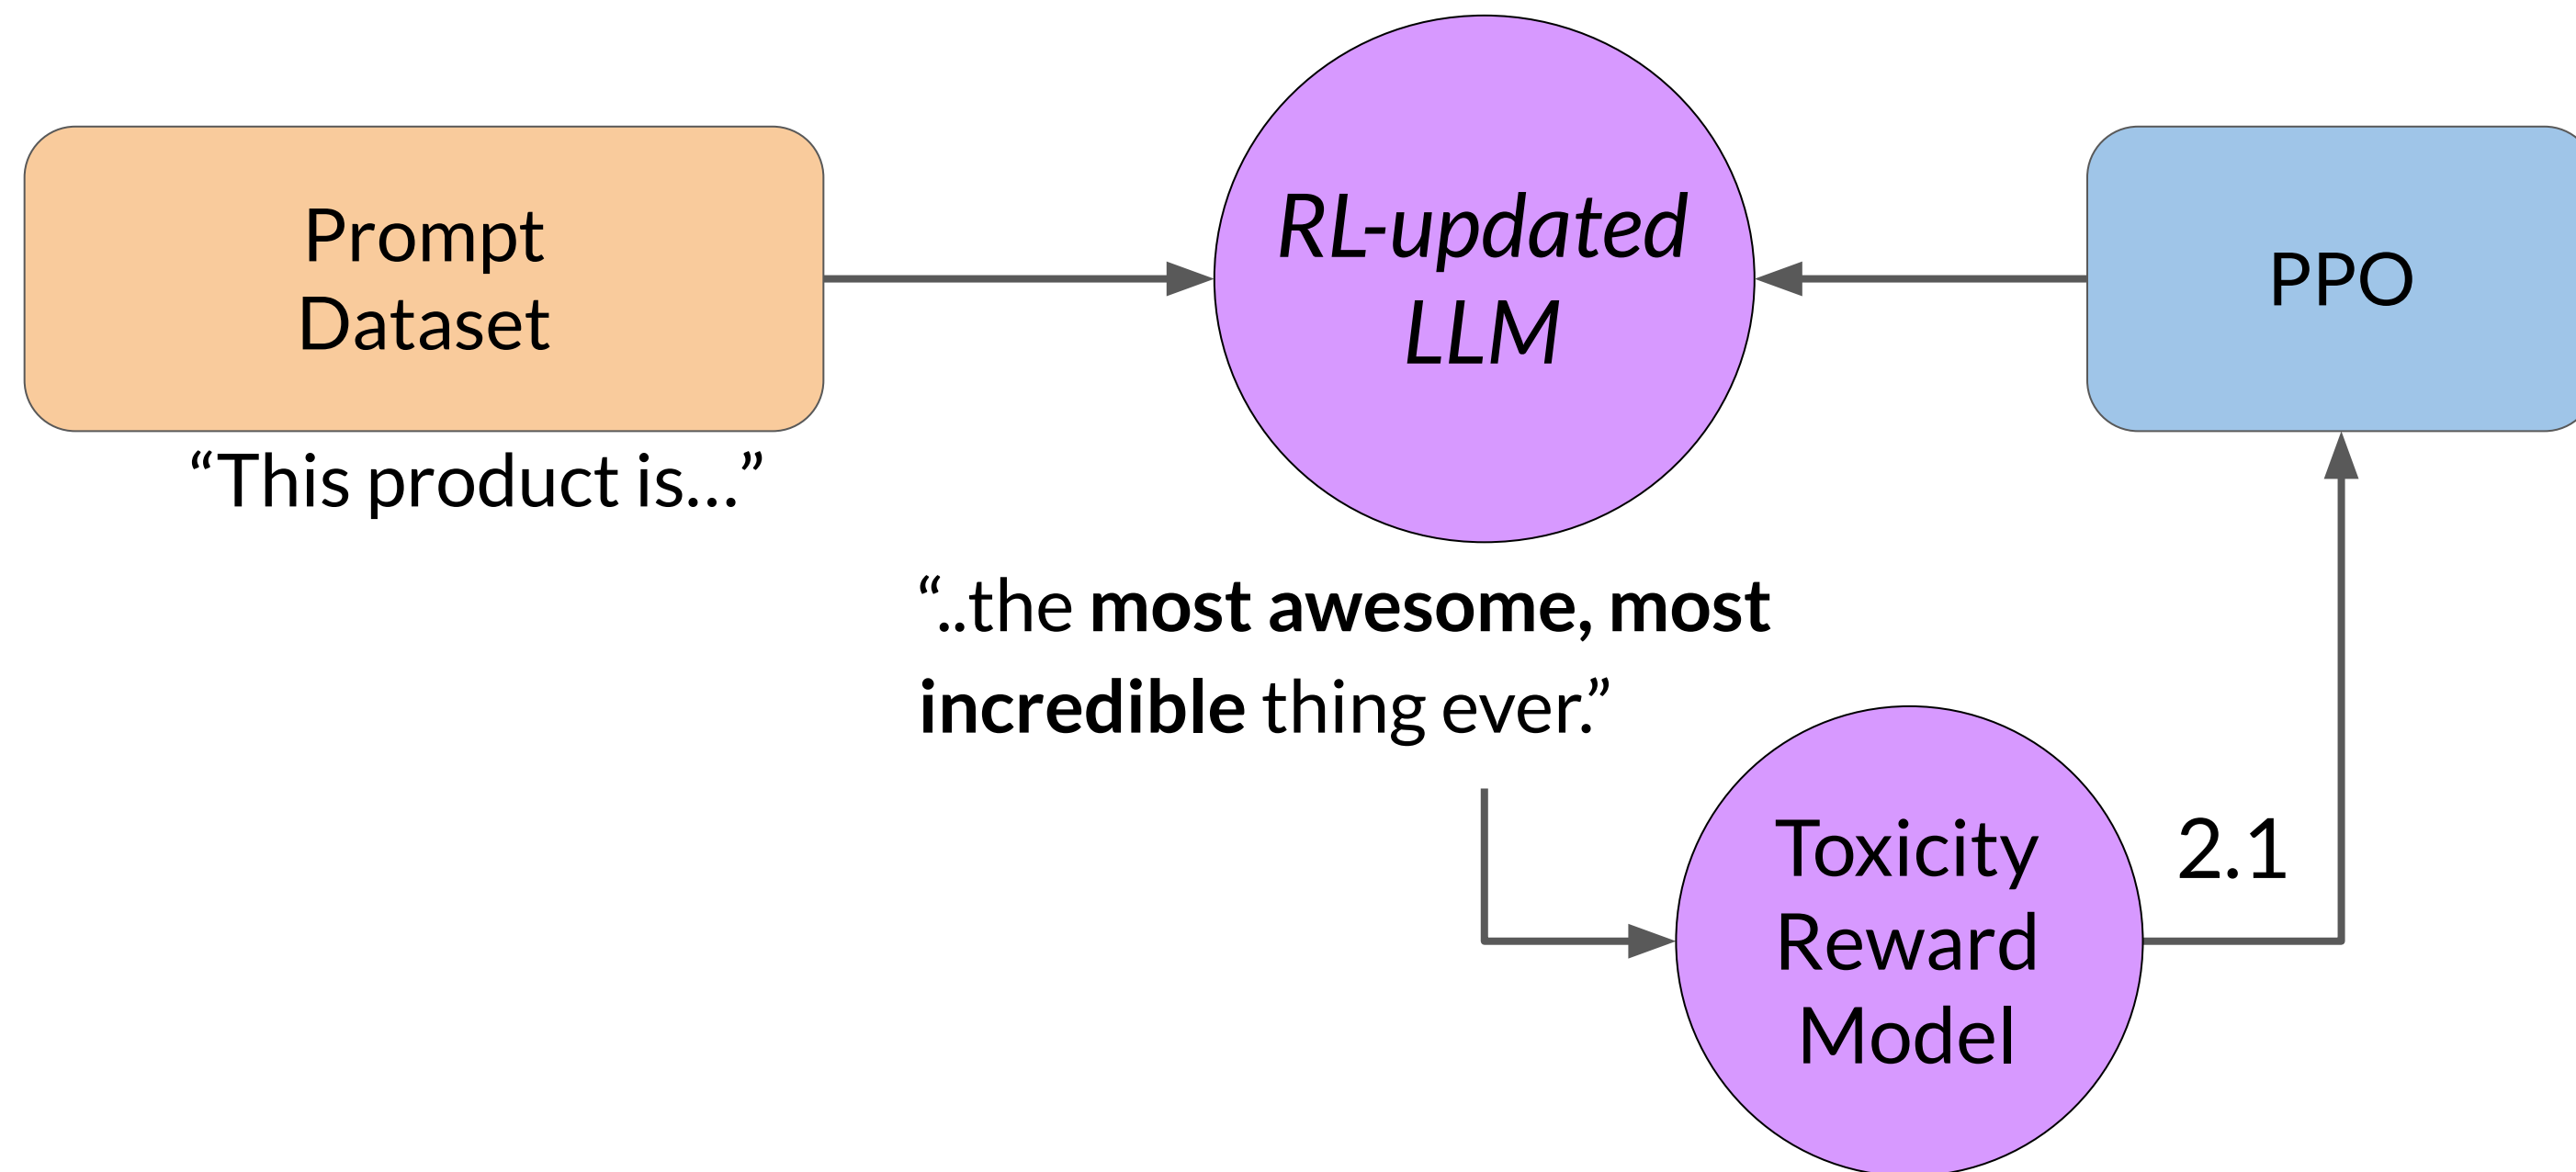 Prompt
Dataset
“This product is...”
RL-updated
LLM
PPO
“..the most awesome, most
incredible thing ever.”
Toxicity
Reward
Model
2.1